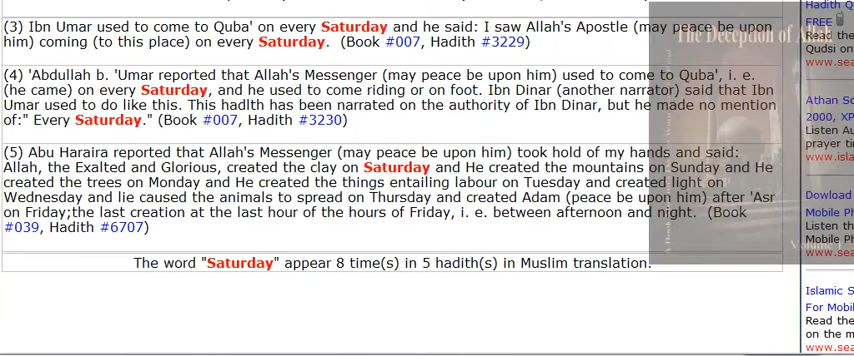 (3) Ibn Umar used to come to Quba' on every Saturday and he said: I saw Allah's Apostle (may peace be upon
him) coming (to this place) on every Saturday.  (Book #007, Hadith #3229)
(4) 'Abdullah b. 'Umar reported that Allah's Messenger (may peace be upon him) used to come to Quba', i. e.
(he came) on every Saturday, and he used to come riding or on foot. Ibn Dinar (another narrator) said that Ibn
Umar used to do like this. This hadlth has been narrated on the authority of Ibn Dinar, but he made no mention
of:" Every Saturday." (Book #007, Hadith #3230)
(5) Abu Haraira reported that Allah's Messenger (may peace be upon him) took hold of my hands and said:
Allah, the Exalted and Glorious, created the clay on Saturday and He created the mountains on Sunday and He
created the trees on Monday and He created the things entailing labour on Tuesday and created light on
Wednesday and lie caused the animals to spread on Thursday and created Adam (peace be upon him) after 'Asr
on Friday;the last creation at the last hour of the hours of Friday, i. e. between afternoon and night.  (Book
#039, Hadith #6707)
The word "Saturday" appear 8 time(s) in 5 hadith(s) in Muslim translation.
The Deception of Allah
Volume
Hadith Q
FREE
Read the
Qudsi on
www.sea
Athan So
2000, XP
Listen Au
prayer ti
www.isla
Dowload
Mobile Ph
Listen th
Mobile Ph
www.sea
Islamic S
For Mobil
Read the
on the m
www.sea